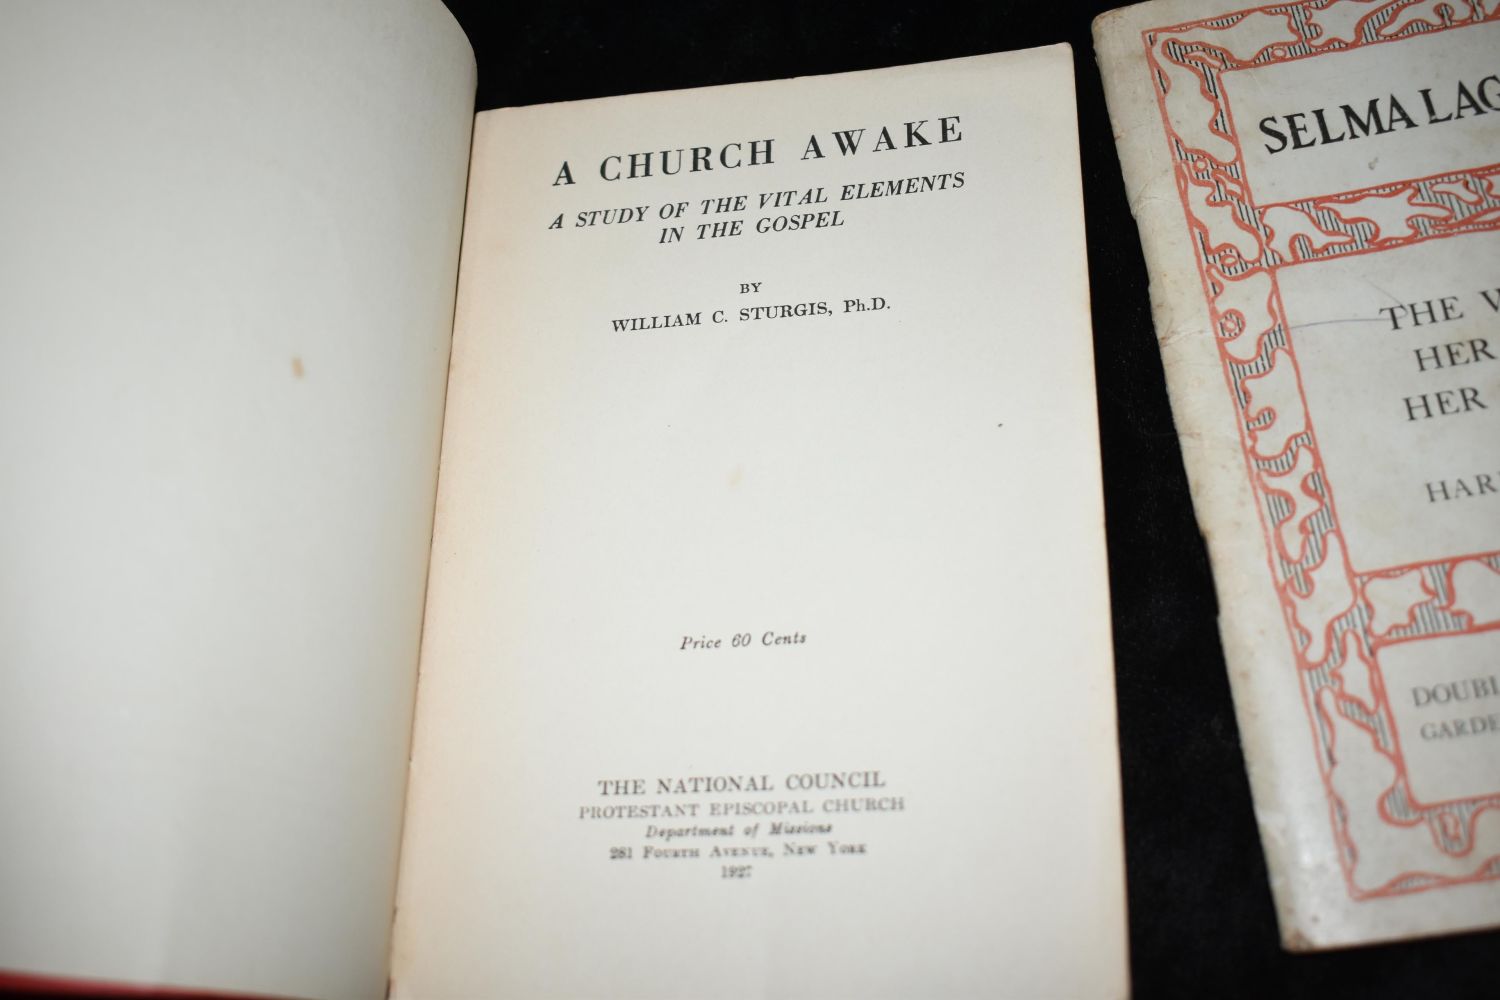 A CHURCH AWAKE
A STUDY OF THE VITAL ELEMENTS
IN THE GOSPEL
BY
WILLIAM C. STURGIS, Ph.D.
Price 60 Cents
THE NATIONAL COUNCIL
PROTESTANT EPISCOPAL CHURCH
Department of Missions
281 FOURTH AVENUE, NEW YORK
1927
SELMA LAG
THE
HER
HER
HAR
DOUBL
GARDE